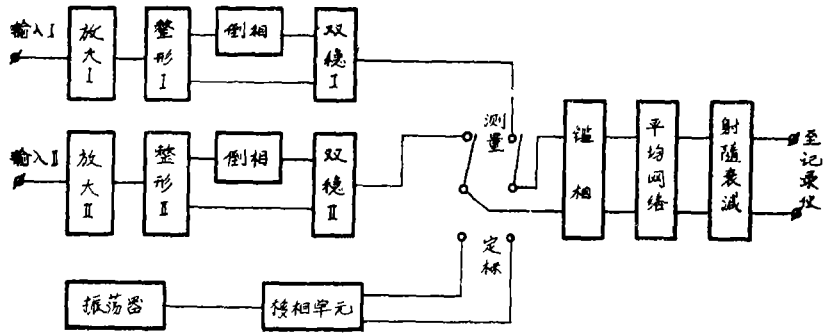 输入I
放大I
整形I
倒相
双稳I
测量
输入II
放大II
整形II
倒相
双稳II
鑑相
平均网络
射随衰减
至记录仪
定标
振荡器
移相单元